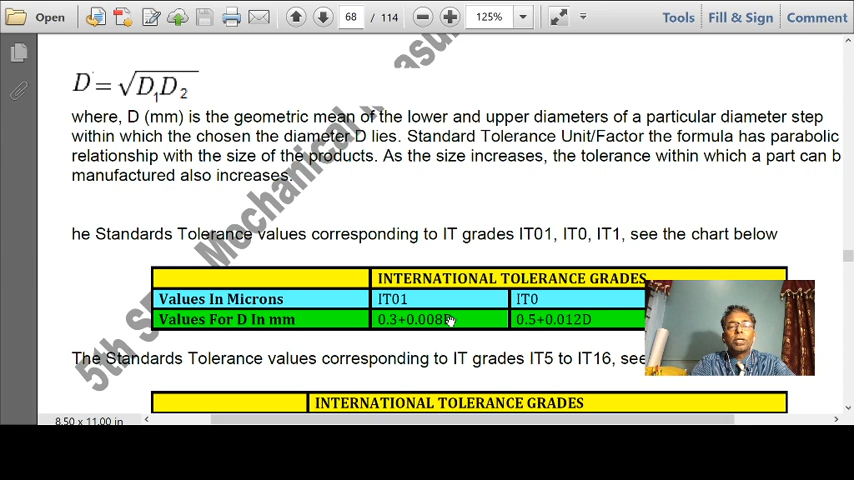 Open
68
/ 114
125%
Tools
Fill & Sign
Comment
D = √D1D2
where, D (mm) is the geometric mean of the lower and upper diameters of a particular diameter step
within which the chosen the diameter D lies. Standard Tolerance Unit/Factor the formula has parabolic
relationship with the size of the products. As the size increases, the tolerance within which a part can b
manufactured also increases.
he Standards Tolerance values corresponding to IT grades IT01, IT0, IT1, see the chart below
INTERNATIONAL TOLERANCE GRADES
Values In Microns IT01 IT0
Values For D In mm 0.3+0.008D 0.5+0.012D
The Standards Tolerance values corresponding to IT grades IT5 to IT16, see
INTERNATIONAL TOLERANCE GRADES
8.50 x 11.00 in
5th
Mechanical